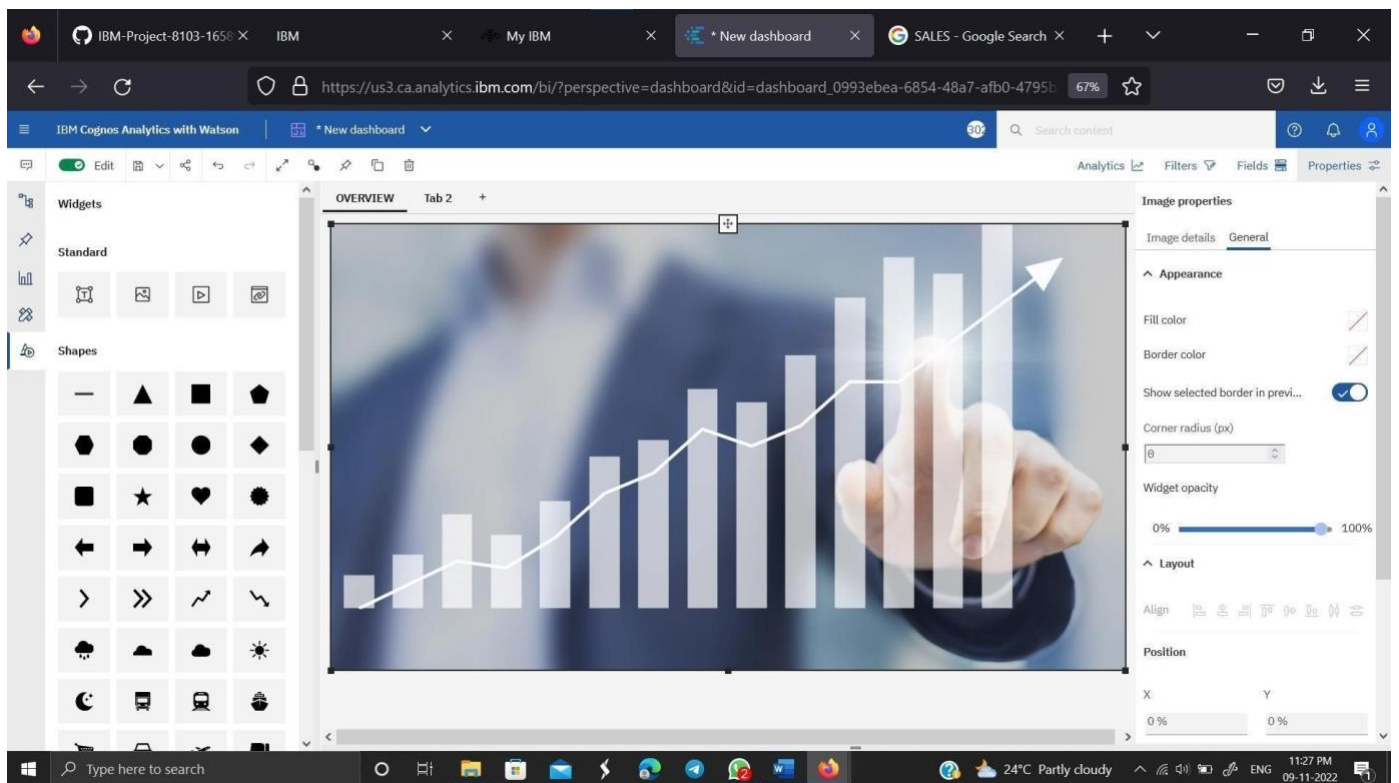 IBM-Project-8103-1658
IBM
My IBM
* New dashboard
SALES - Google Search
https://us3.ca.analytics.ibm.com/bi/?perspective=dashboard&id=dashboard_0993ebea-6854-48a7-afb0-4795b
67%
IBM Cognos Analytics with Watson
* New dashboard
302
Search content
Edit
Analytics
Filters
Fields
Properties
Widgets
Standard
Shapes
OVERVIEW
Tab 2
+
Image properties
Image details
General
Appearance
Fill color
Border color
Show selected border in previ...
Corner radius (px)
0
Widget opacity
0%
100%
Layout
Align
Position
X
Y
0 %
0 %
Type here to search
24°C Partly cloudy
ENG
11:27 PM
09-11-2022